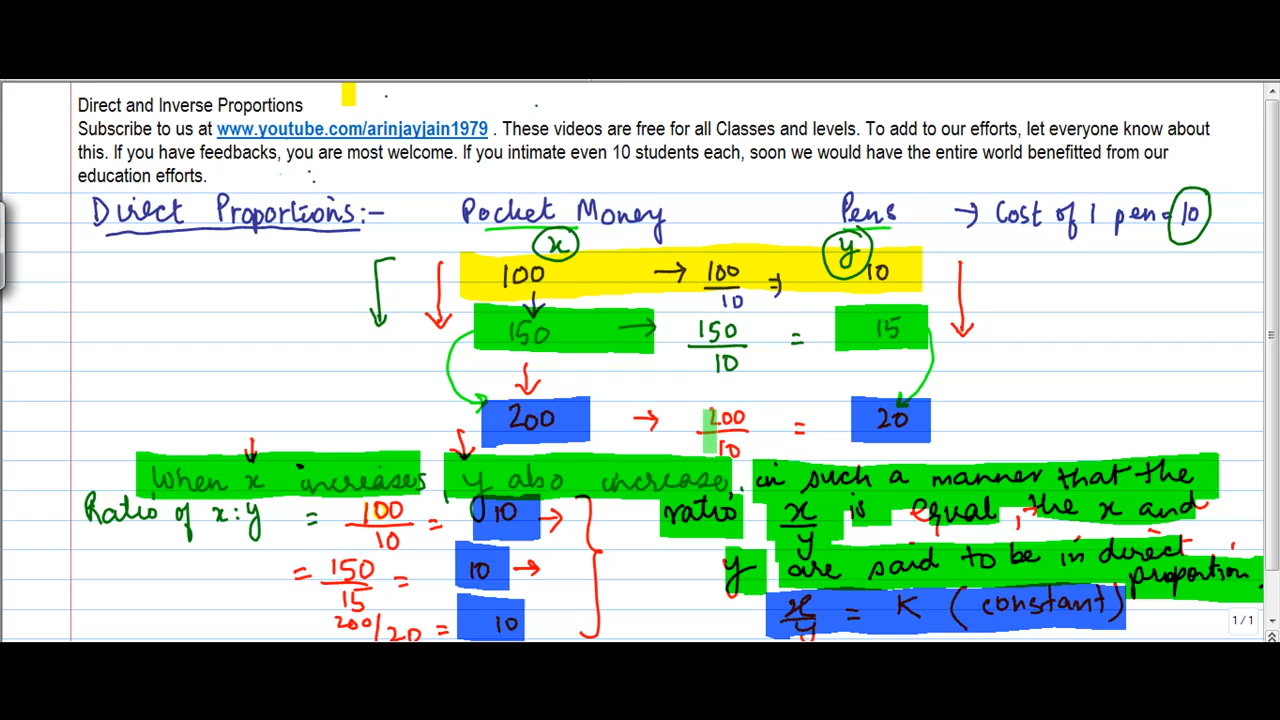 Direct and Inverse Proportions
Subscribe to us at www.youtube.com/arinjayjain1979 . These videos are free for all Classes and levels. To add to our efforts, let everyone know about
this. If you have feedbacks, you are most welcome. If you intimate even 10 students each, soon we would have the entire world benefitted from our
education efforts.
Direct Proportions:- Pocket Money Pens → Cost of 1 pen = 10
x y
100 → 100/10 ⇒ 10
150 → 150/10 = 15
200 → 200/10 = 20
When x increases y also increase, in such a manner that the
Ratio of x:y = 100/10 = 10 → ratio x/y is equal, the x and
= 150/15 = 10 → y are said to be in direct proportion.
200/20 = 10 x/y = K (constant)
1/1